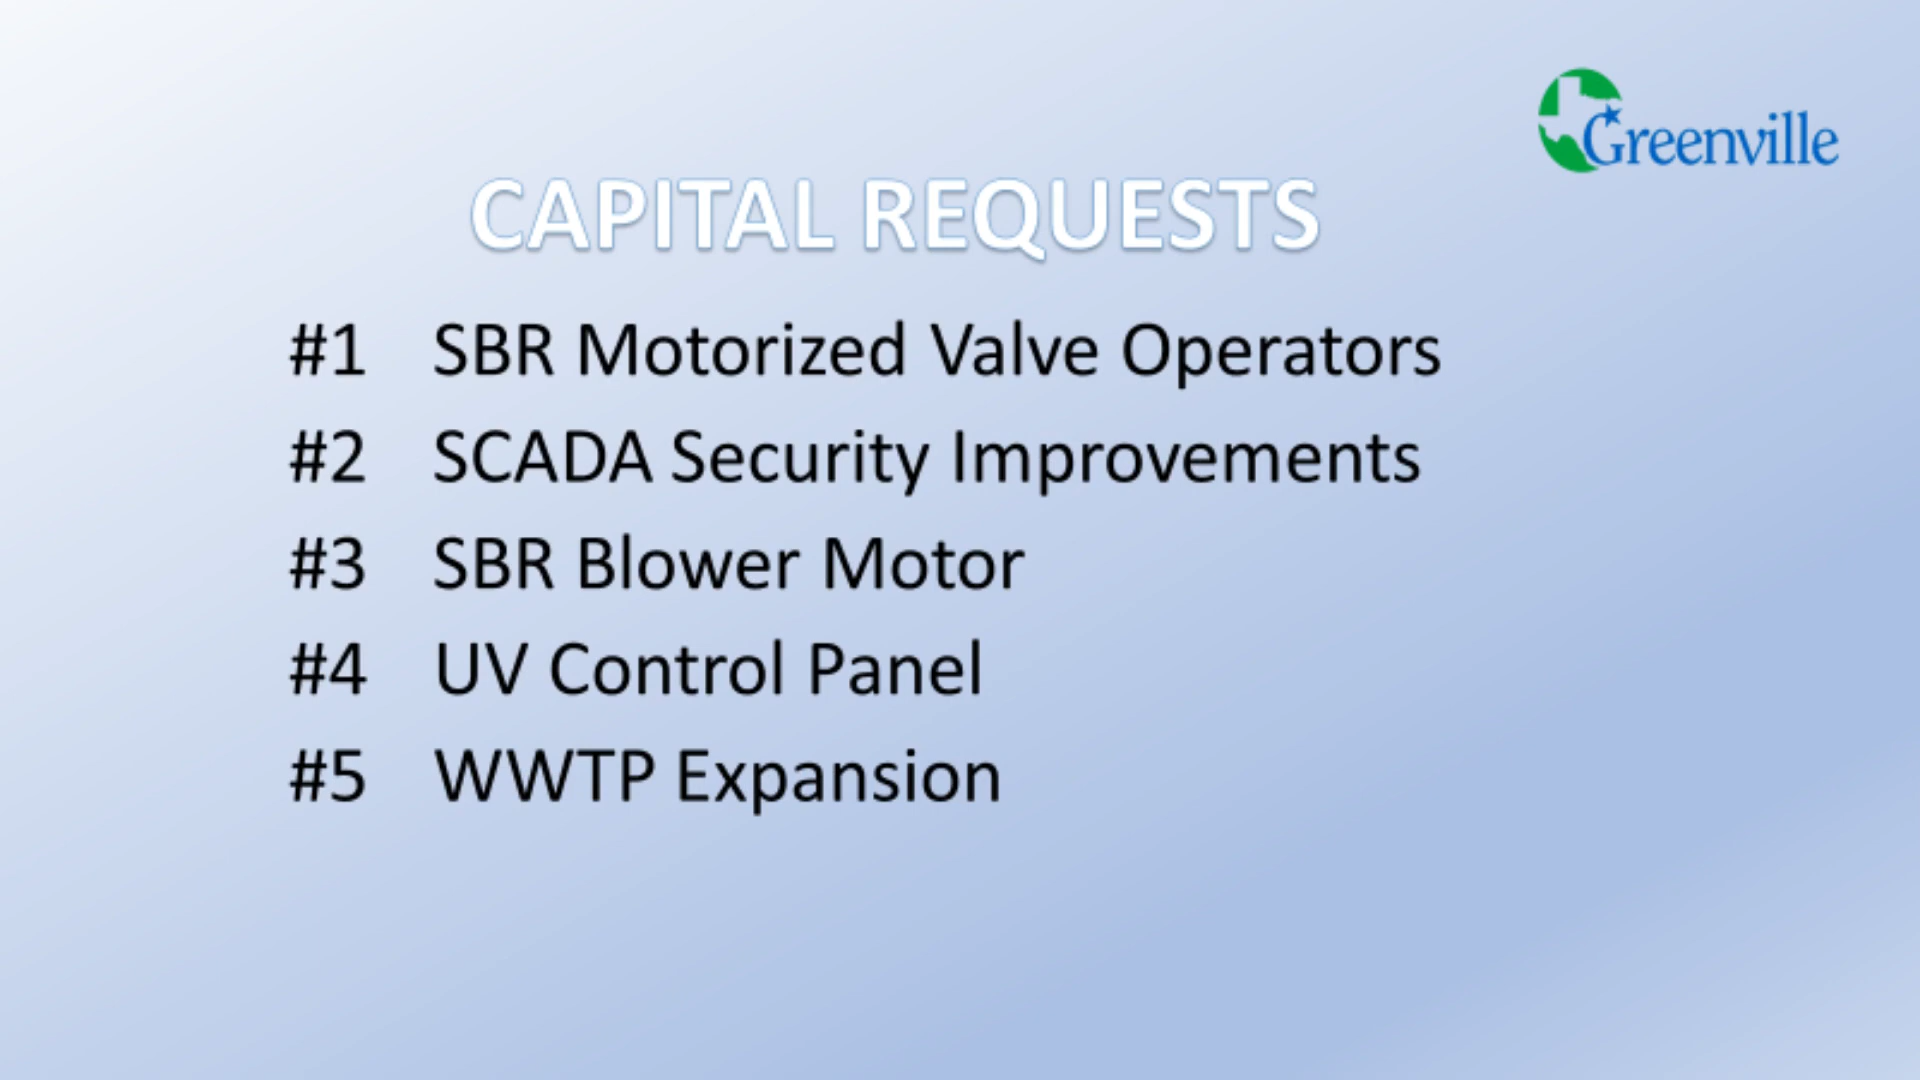 Greenville
CAPITAL REQUESTS
#1 SBR Motorized Valve Operators
#2 SCADA Security Improvements
#3 SBR Blower Motor
#4 UV Control Panel
#5 WWTP Expansion